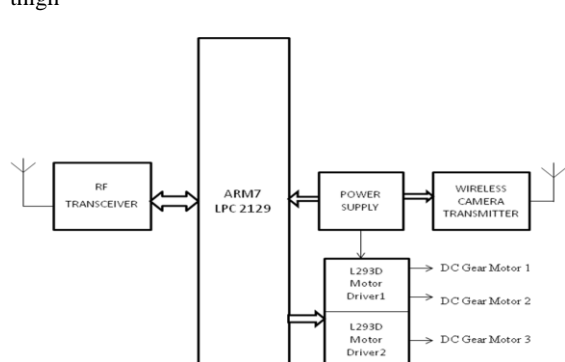 thigh
RF
TRANSCEIVER
ARM7
LPC 2129
POWER
SUPPLY
WIRELESS
CAMERA
TRANSMITTER
L293D
Motor
Driver1
DC Gear Motor 1
DC Gear Motor 2
L293D
Motor
Driver2
DC Gear Motor 3